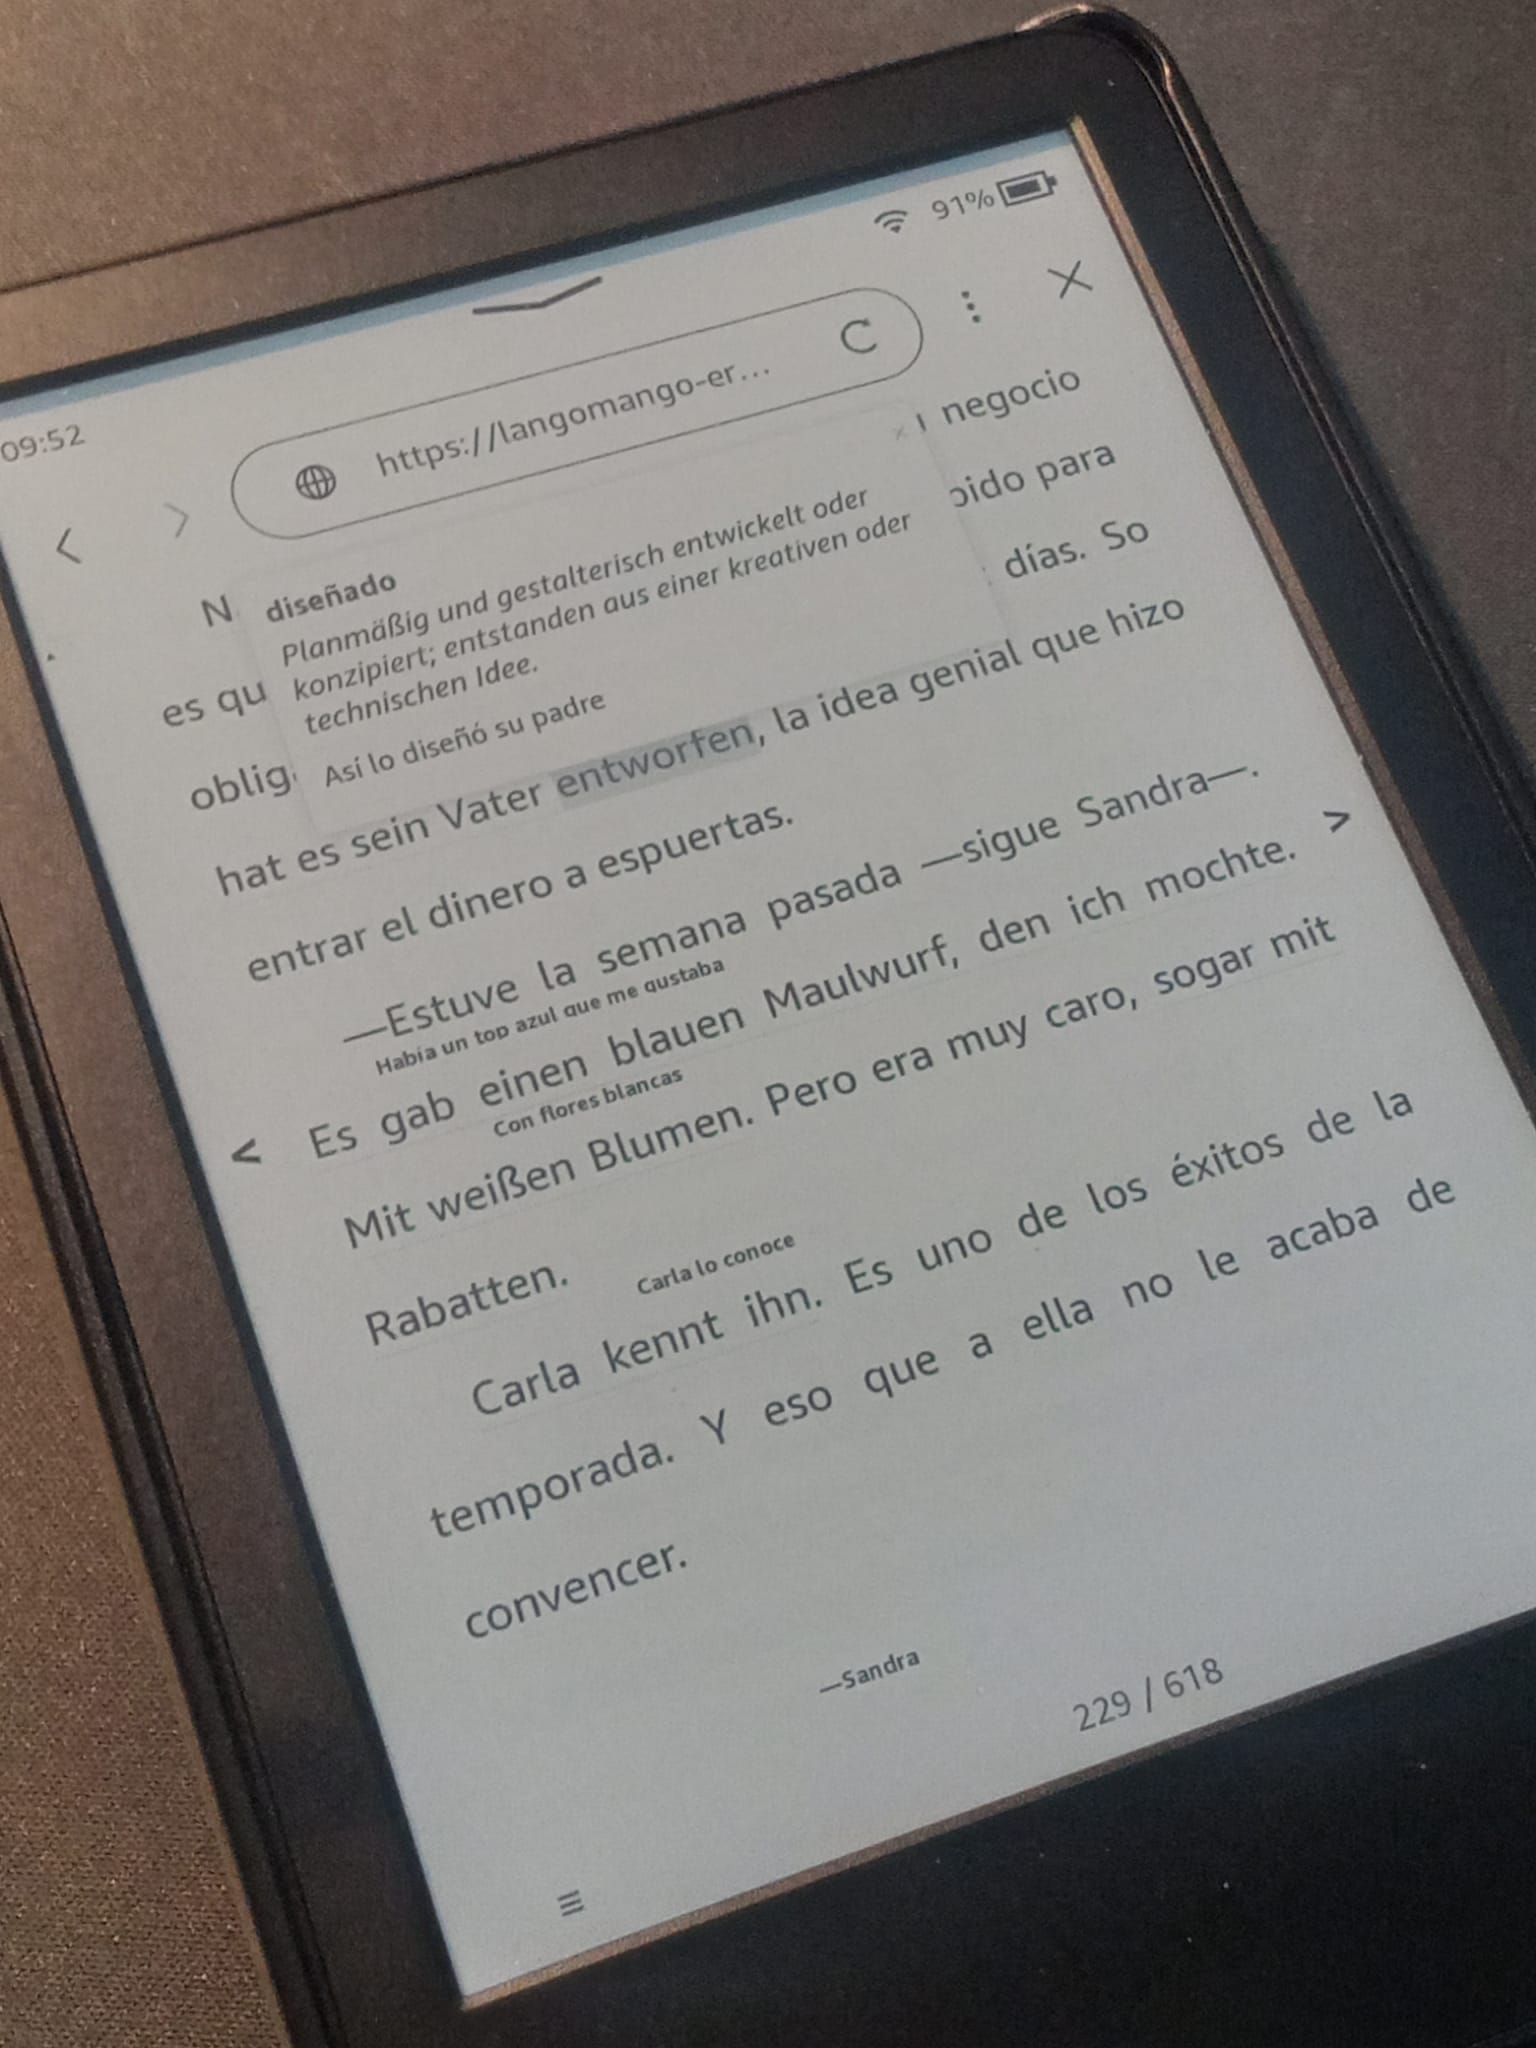 09:52
91%
https://langomango-er...
negocio
diseñado
Planmäßig und gestalterisch entwickelt oder
konzipiert; entstanden aus einer kreativen oder
technischen Idee.
Así lo diseñó su padre
para
es
días. So
hat es sein Vater entworfen, la idea genial que hizo
entrar el dinero a espuertas.
—Estuve la semana pasada —sigue Sandra—.
Había un top azul que me gustaba
Es gab einen blauen Maulwurf, den ich mochte.
Con flores blancas
Mit weißen Blumen. Pero era muy caro, sogar mit
Rabatten.
Carla lo conoce
Carla kennt ihn. Es uno de los éxitos de la
temporada. Y eso que a ella no le acaba de
convencer.
—Sandra
229 / 618